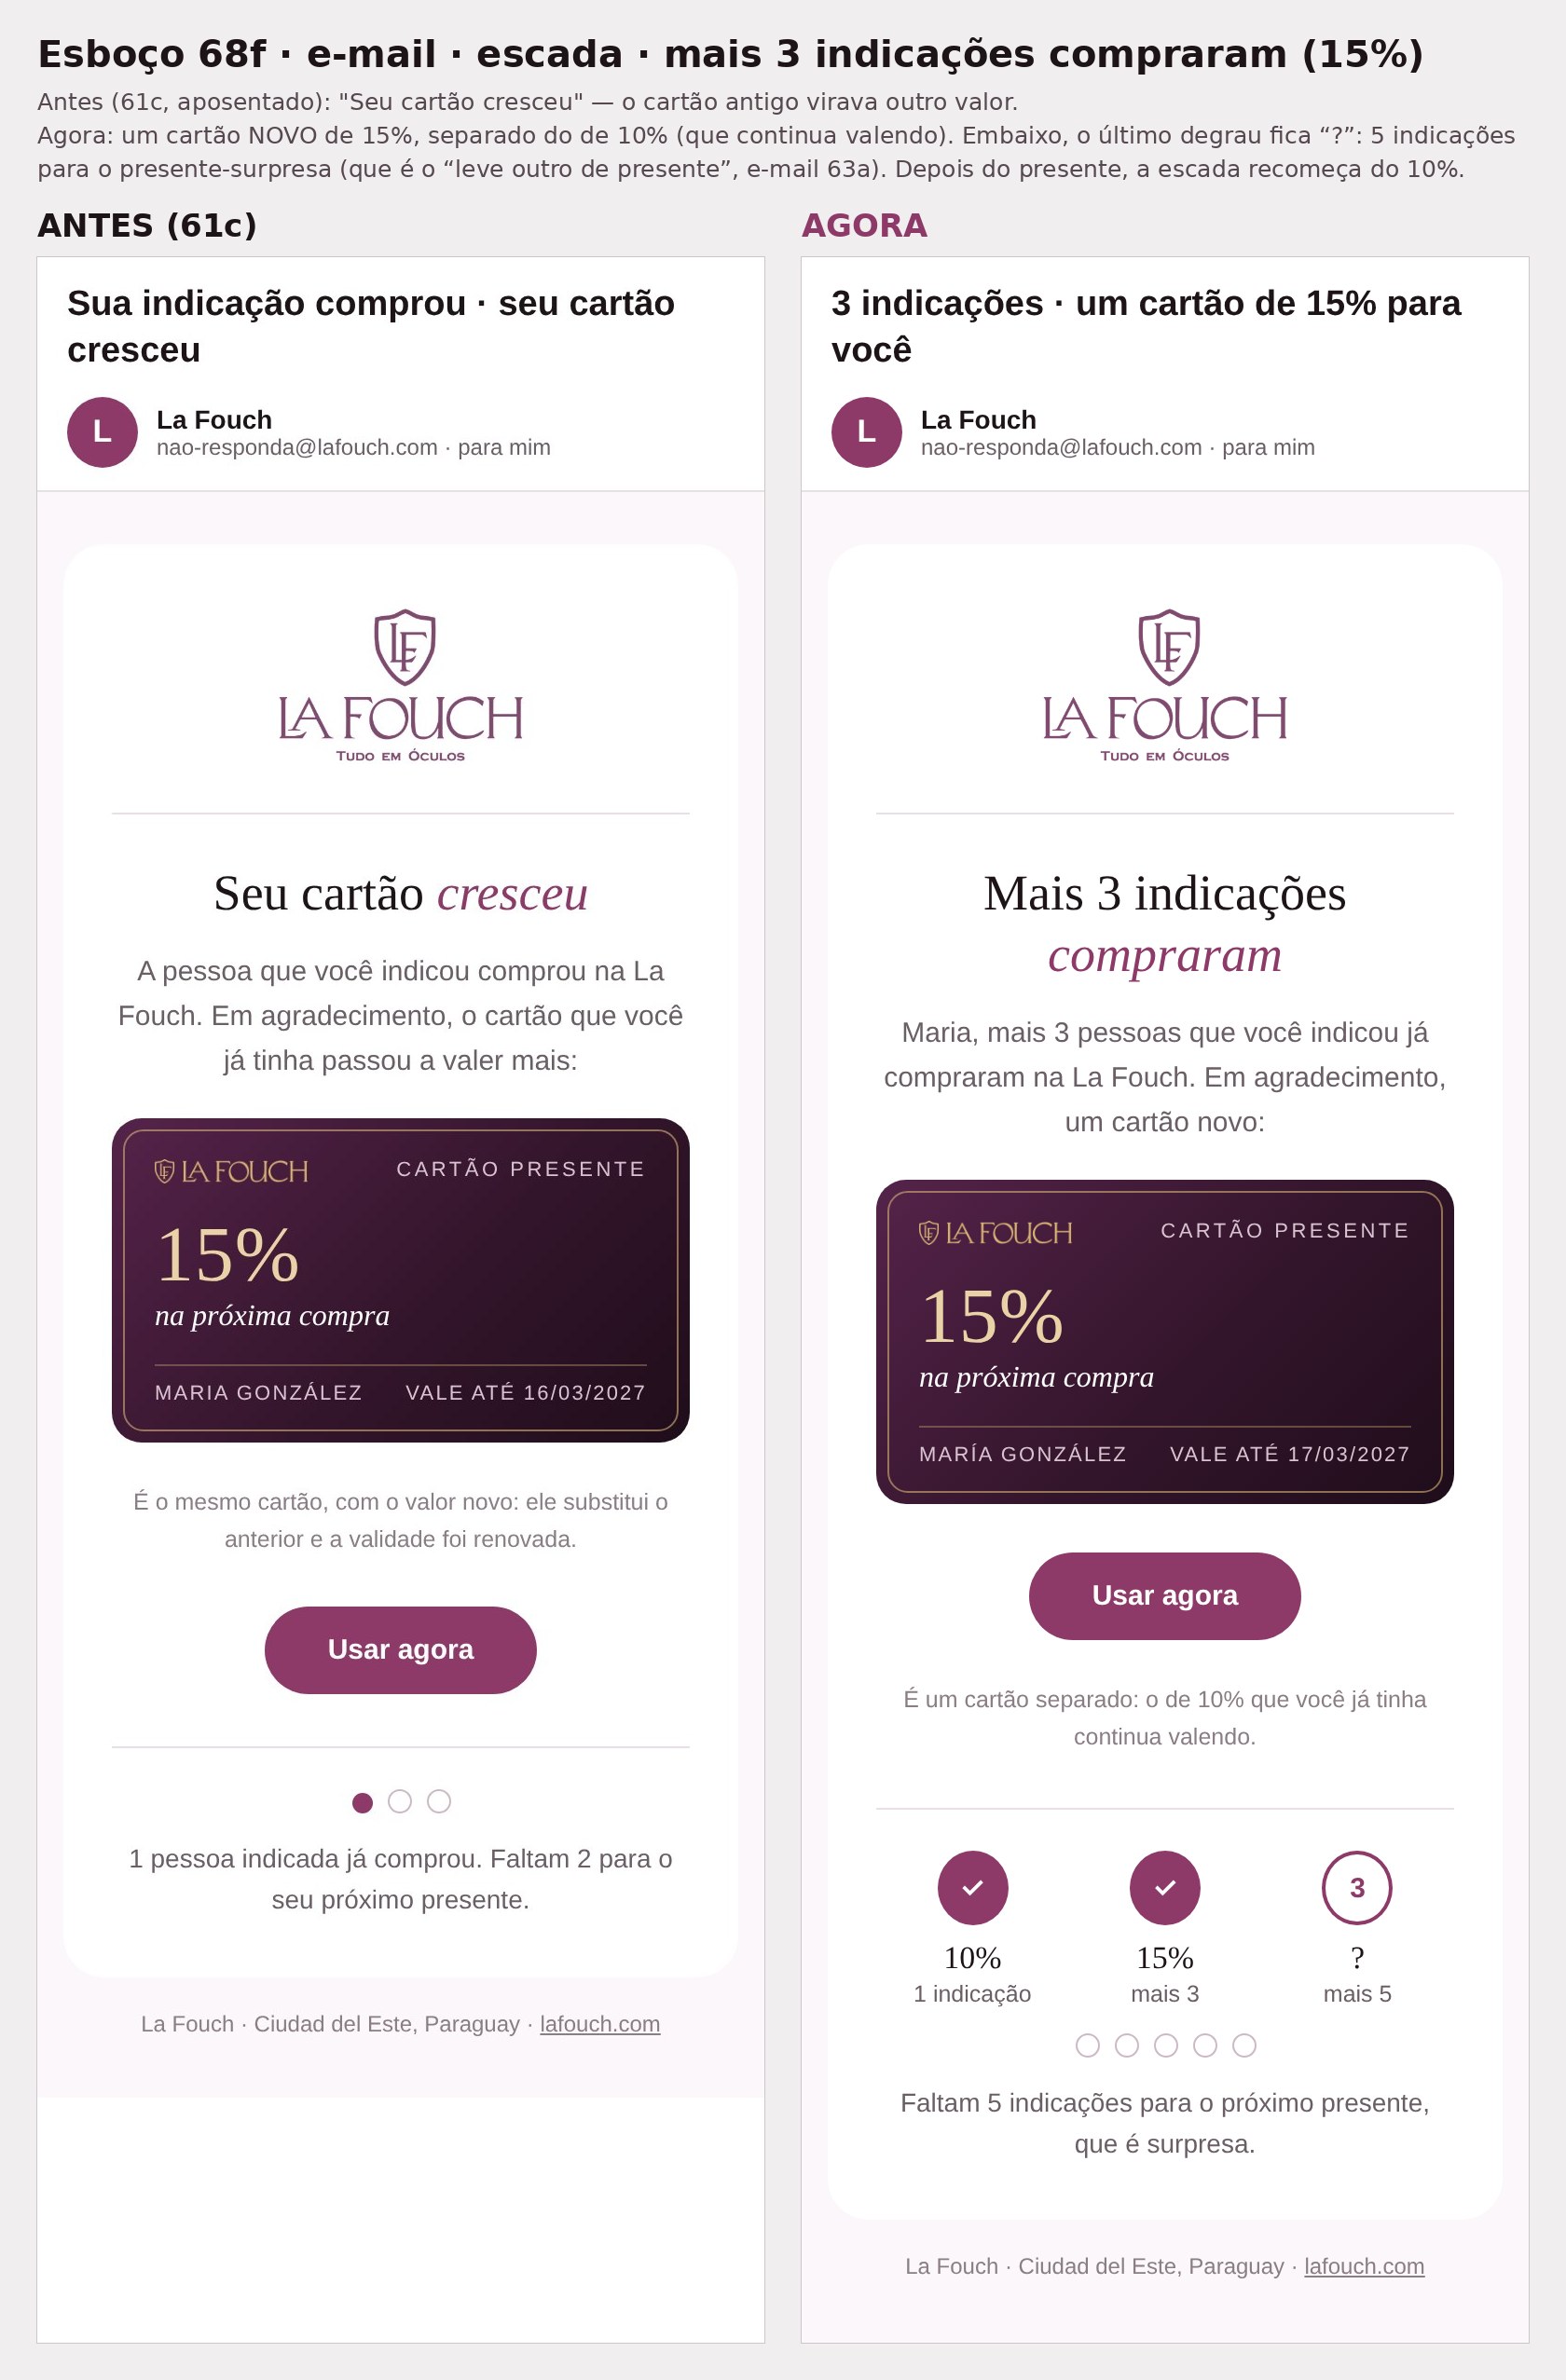 Esboço 68f · e-mail · escada · mais 3 indicações compraram (15%)
Antes (61c, aposentado): "Seu cartão cresceu" — o cartão antigo virava outro valor.
Agora: um cartão NOVO de 15%, separado do de 10% (que continua valendo). Embaixo, o último degrau fica “?”: 5 indicações
para o presente-surpresa (que é o “leve outro de presente”, e-mail 63a). Depois do presente, a escada recomeça do 10%.
ANTES (61c)
Sua indicação comprou · seu cartão
cresceu
L
La Fouch
nao-responda@lafouch.com · para mim
LF
LA FOUCH
Tudo em Óculos
Seu cartão cresceu
A pessoa que você indicou comprou na La
Fouch. Em agradecimento, o cartão que você
já tinha passou a valer mais:
LF LA FOUCH CARTÃO PRESENTE
15%
na próxima compra
MARIA GONZÁLEZ VALE ATÉ 16/03/2027
É o mesmo cartão, com o valor novo: ele substitui o
anterior e a validade foi renovada.
Usar agora
1 pessoa indicada já comprou. Faltam 2 para o
seu próximo presente.
La Fouch · Ciudad del Este, Paraguay · lafouch.com
AGORA
3 indicações · um cartão de 15% para
você
L
La Fouch
nao-responda@lafouch.com · para mim
LF
LA FOUCH
Tudo em Óculos
Mais 3 indicações
compraram
Maria, mais 3 pessoas que você indicou já
compraram na La Fouch. Em agradecimento,
um cartão novo:
LF LA FOUCH CARTÃO PRESENTE
15%
na próxima compra
MARÍA GONZÁLEZ VALE ATÉ 17/03/2027
Usar agora
É um cartão separado: o de 10% que você já tinha
continua valendo.
3
10% 15% ?
1 indicação mais 3 mais 5
Faltam 5 indicações para o próximo presente,
que é surpresa.
La Fouch · Ciudad del Este, Paraguay · lafouch.com